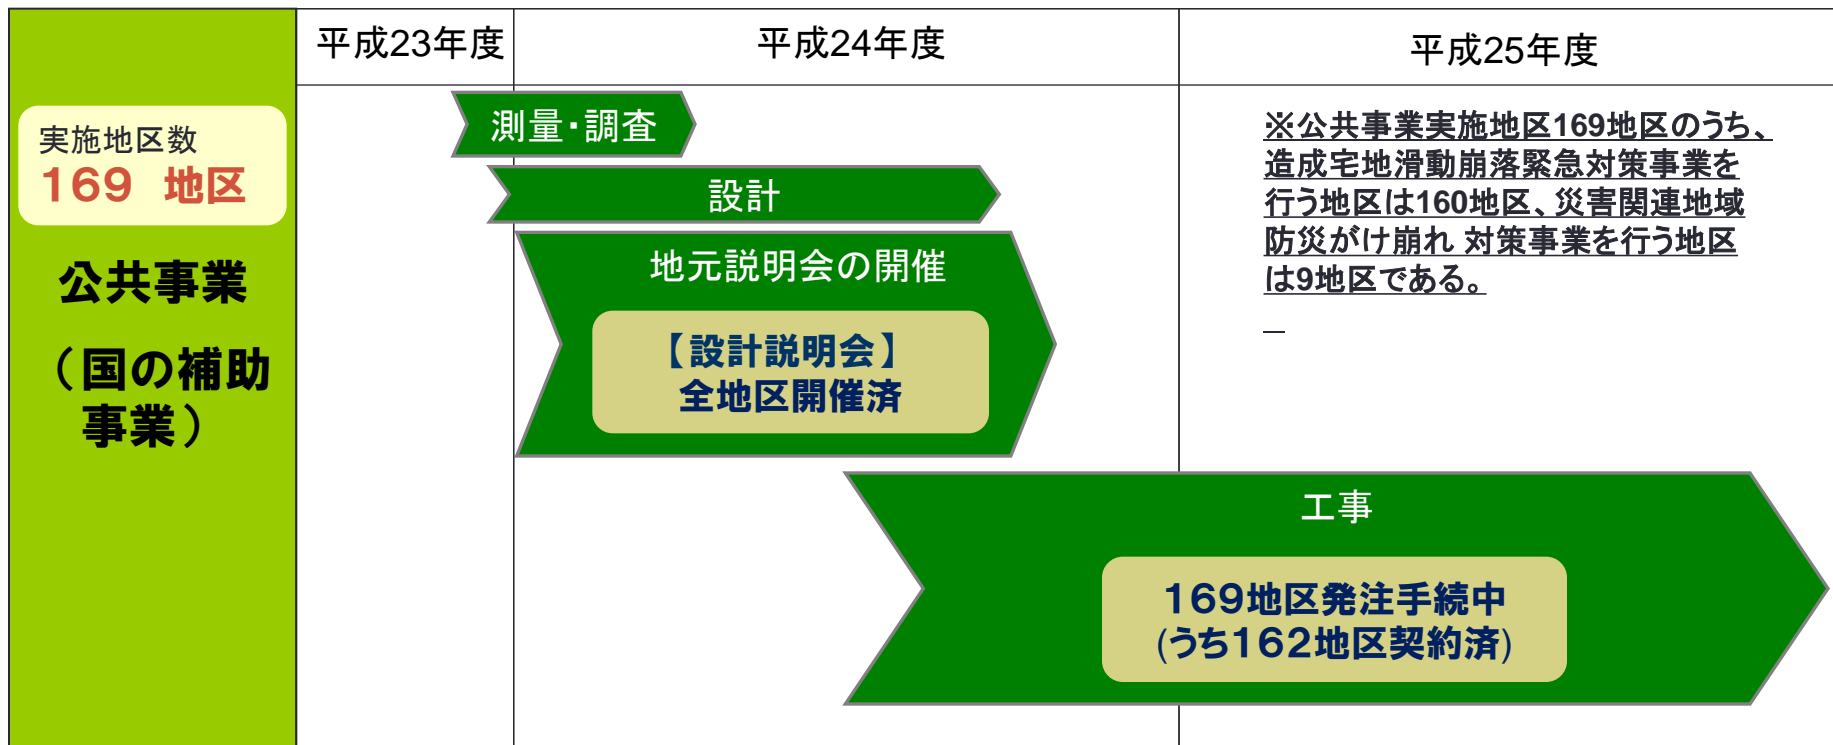 平成23年度
平成24年度
平成25年度
実施地区数
169 地区
公共事業
（国の補助
事業）
測量・調査
設計
地元説明会の開催
【設計説明会】
全地区開催済
※公共事業実施地区169地区のうち、
造成宅地滑動崩落緊急対策事業を
行う地区は160地区、災害関連地域
防災がけ崩れ 対策事業を行う地区
は9地区である。
工事
169地区発注手続中
(うち162地区契約済)